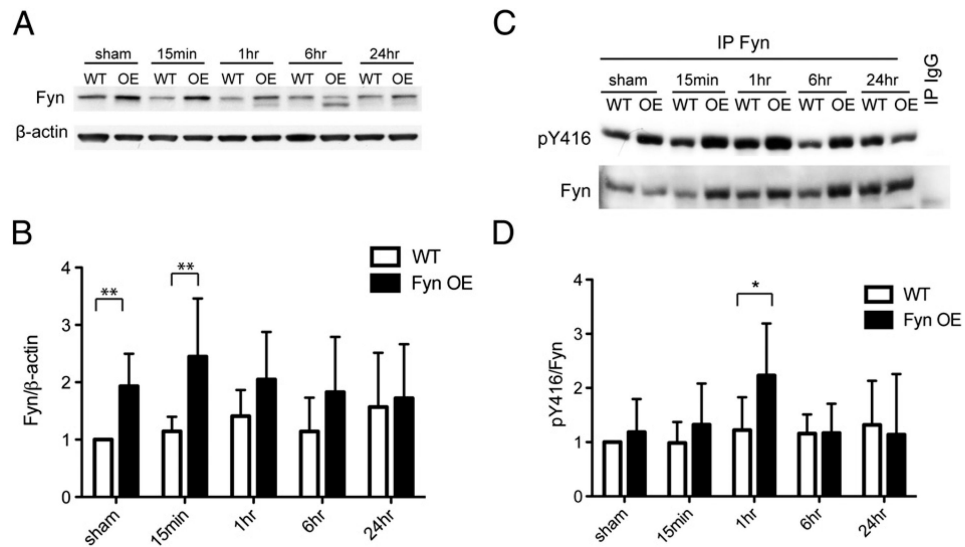 A
sham 15min 1hr 6hr 24hr
WT OE WT OE WT OE WT OE WT OE
Fyn
β-actin
B
**
**
WT
Fyn OE
Fyn/β-actin
4
3
2
1
0
sham 15min 1hr 6hr 24hr
C
IP Fyn
IP IgG
sham 15min 1hr 6hr 24hr
WT OE WT OE WT OE WT OE WT OE
pY416
Fyn
D
*
WT
Fyn OE
pY416/Fyn
4
3
2
1
0
sham 15min 1hr 6hr 24hr